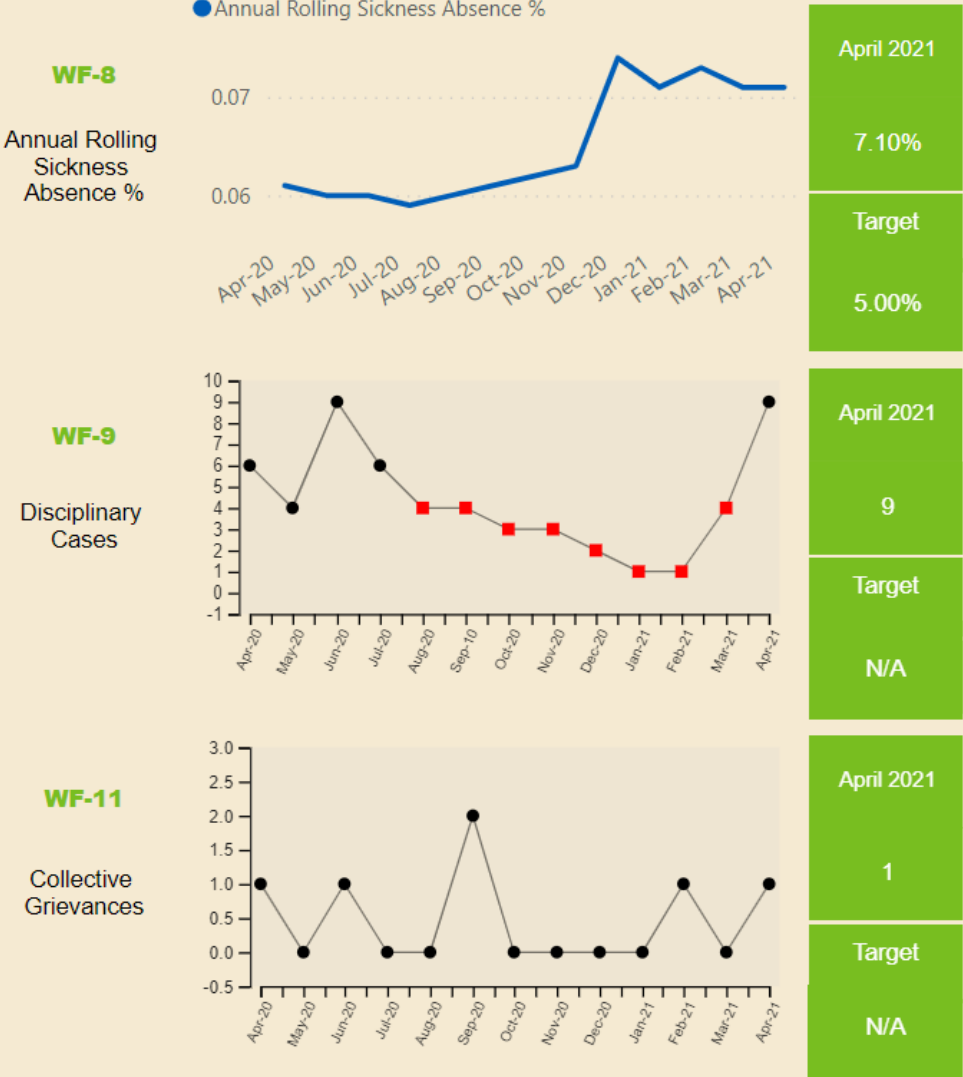 Annual Rolling Sickness Absence %
WF-8
Annual Rolling
Sickness
Absence %
0.07
0.06
Apr-20 May-20 Jun-20 Jul-20 Aug-20 Sep-20 Oct-20 Nov-20 Dec-20 Jan-21 Feb-21 Mar-21 Apr-21
April 2021
7.10%
Target
5.00%
WF-9
Disciplinary
Cases
10
9
8
7
6
5
4
3
2
1
0
-1
Apr-20 May-20 Jun-20 Jul-20 Aug-20 Sep-10 Oct-20 Nov-20 Dec-20 Jan-21 Feb-21 Mar-21 Apr-21
April 2021
9
Target
N/A
WF-11
Collective
Grievances
3.0
2.5
2.0
1.5
1.0
0.5
0.0
-0.5
Apr-20 May-20 Jun-20 Jul-20 Aug-20 Sep-20 Oct-20 Nov-20 Dec-20 Jan-21 Feb-21 Mar-21 Apr-21
April 2021
1
Target
N/A